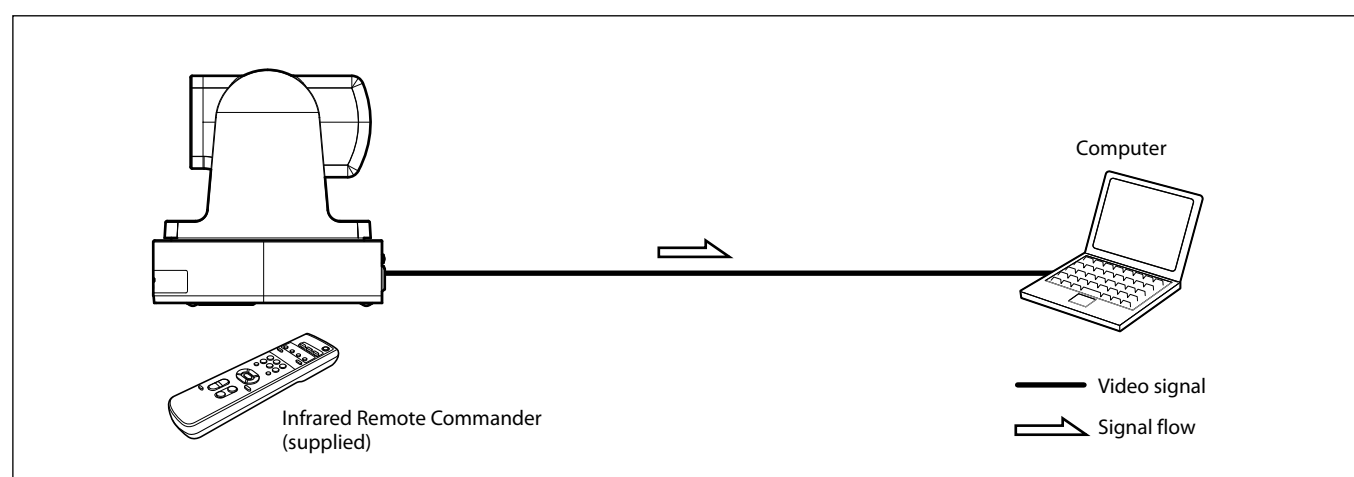 Computer
Infrared Remote Commander
(supplied)
Video signal
Signal flow